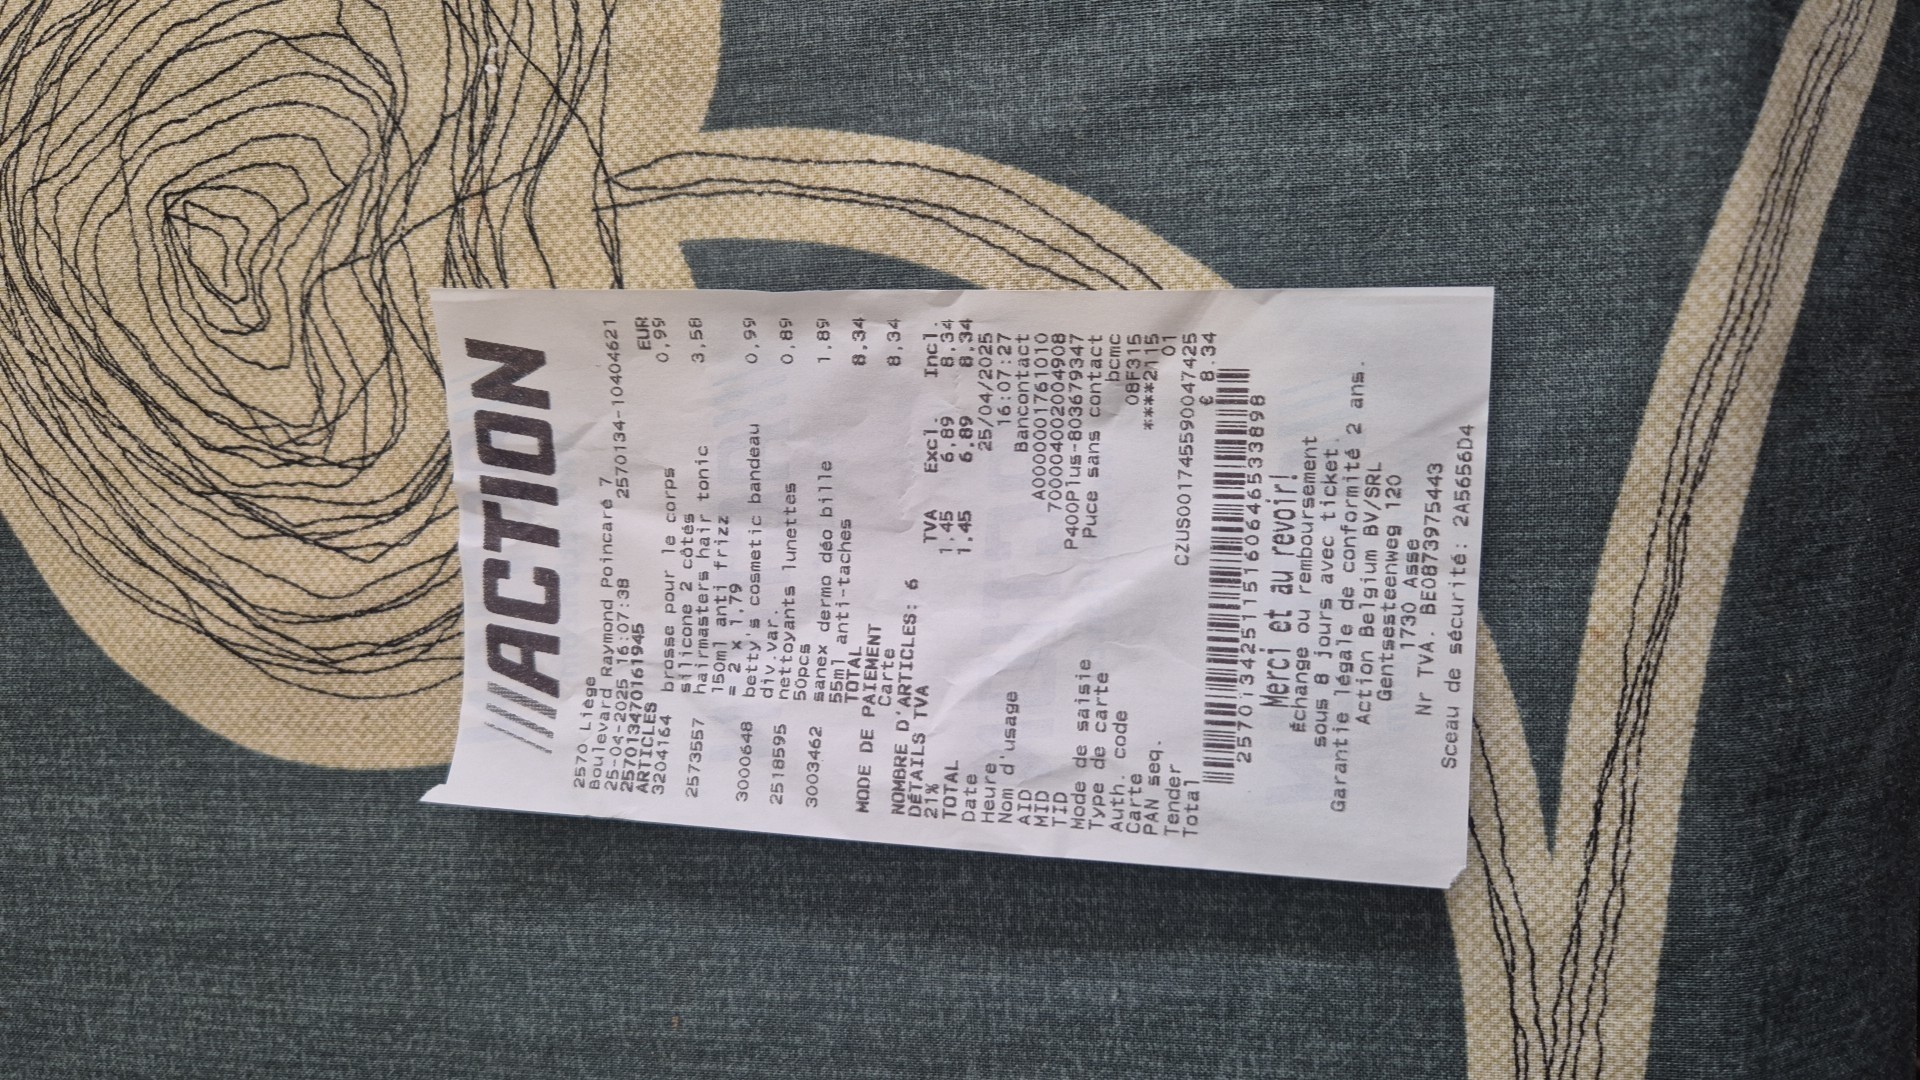 ///ACTION
2570 Liège
Boulevard Raymond Poincaré 7
25-04-2025 16:07:38 2570134-10404621
2570134701619​45
ARTICLES EUR
3204164 brosse pour le corps 0,99
silicone 2 côtés
2573557 hairmasters hair tonic 3,58
150ml anti frizz
= 2 x 1,79
3000648 betty's cosmetic bandeau 0,99
div.var.
2518595 nettoyants lunettes 0,89
50pcs
3003462 sanex dermo déo bille 1,89
55ml anti-taches
TOTAL 8,34
MODE DE PAIEMENT
Carte 8,34
NOMBRE D'ARTICLES: 6
DÉTAILS TVA TVA Excl. Incl.
21% 1,45 6,89 8,34
TOTAL 1,45 6,89 8,34
Date 25/04/2025
Heure 16:07:27
Nom d'usage Bancontact
AID A0000001761010
MID 700004002004908
TID P400Plus-803679347
Mode de saisie Puce sans contact
Type de carte bcmc
Auth. code 08F315
Carte ****2115
PAN seq. 01
Tender CZUS001745590047425
Total € 8.34
2570134251151606465333898
Merci et au revoir!
Échange ou remboursement
sous 8 jours avec ticket.
Garantie légale de conformité 2 ans.
Action Belgium BV/SRL
Gentsesteenweg 120
1730 Asse
Nr TVA. BE0873975443
Sceau de sécurité: 2A5656D4